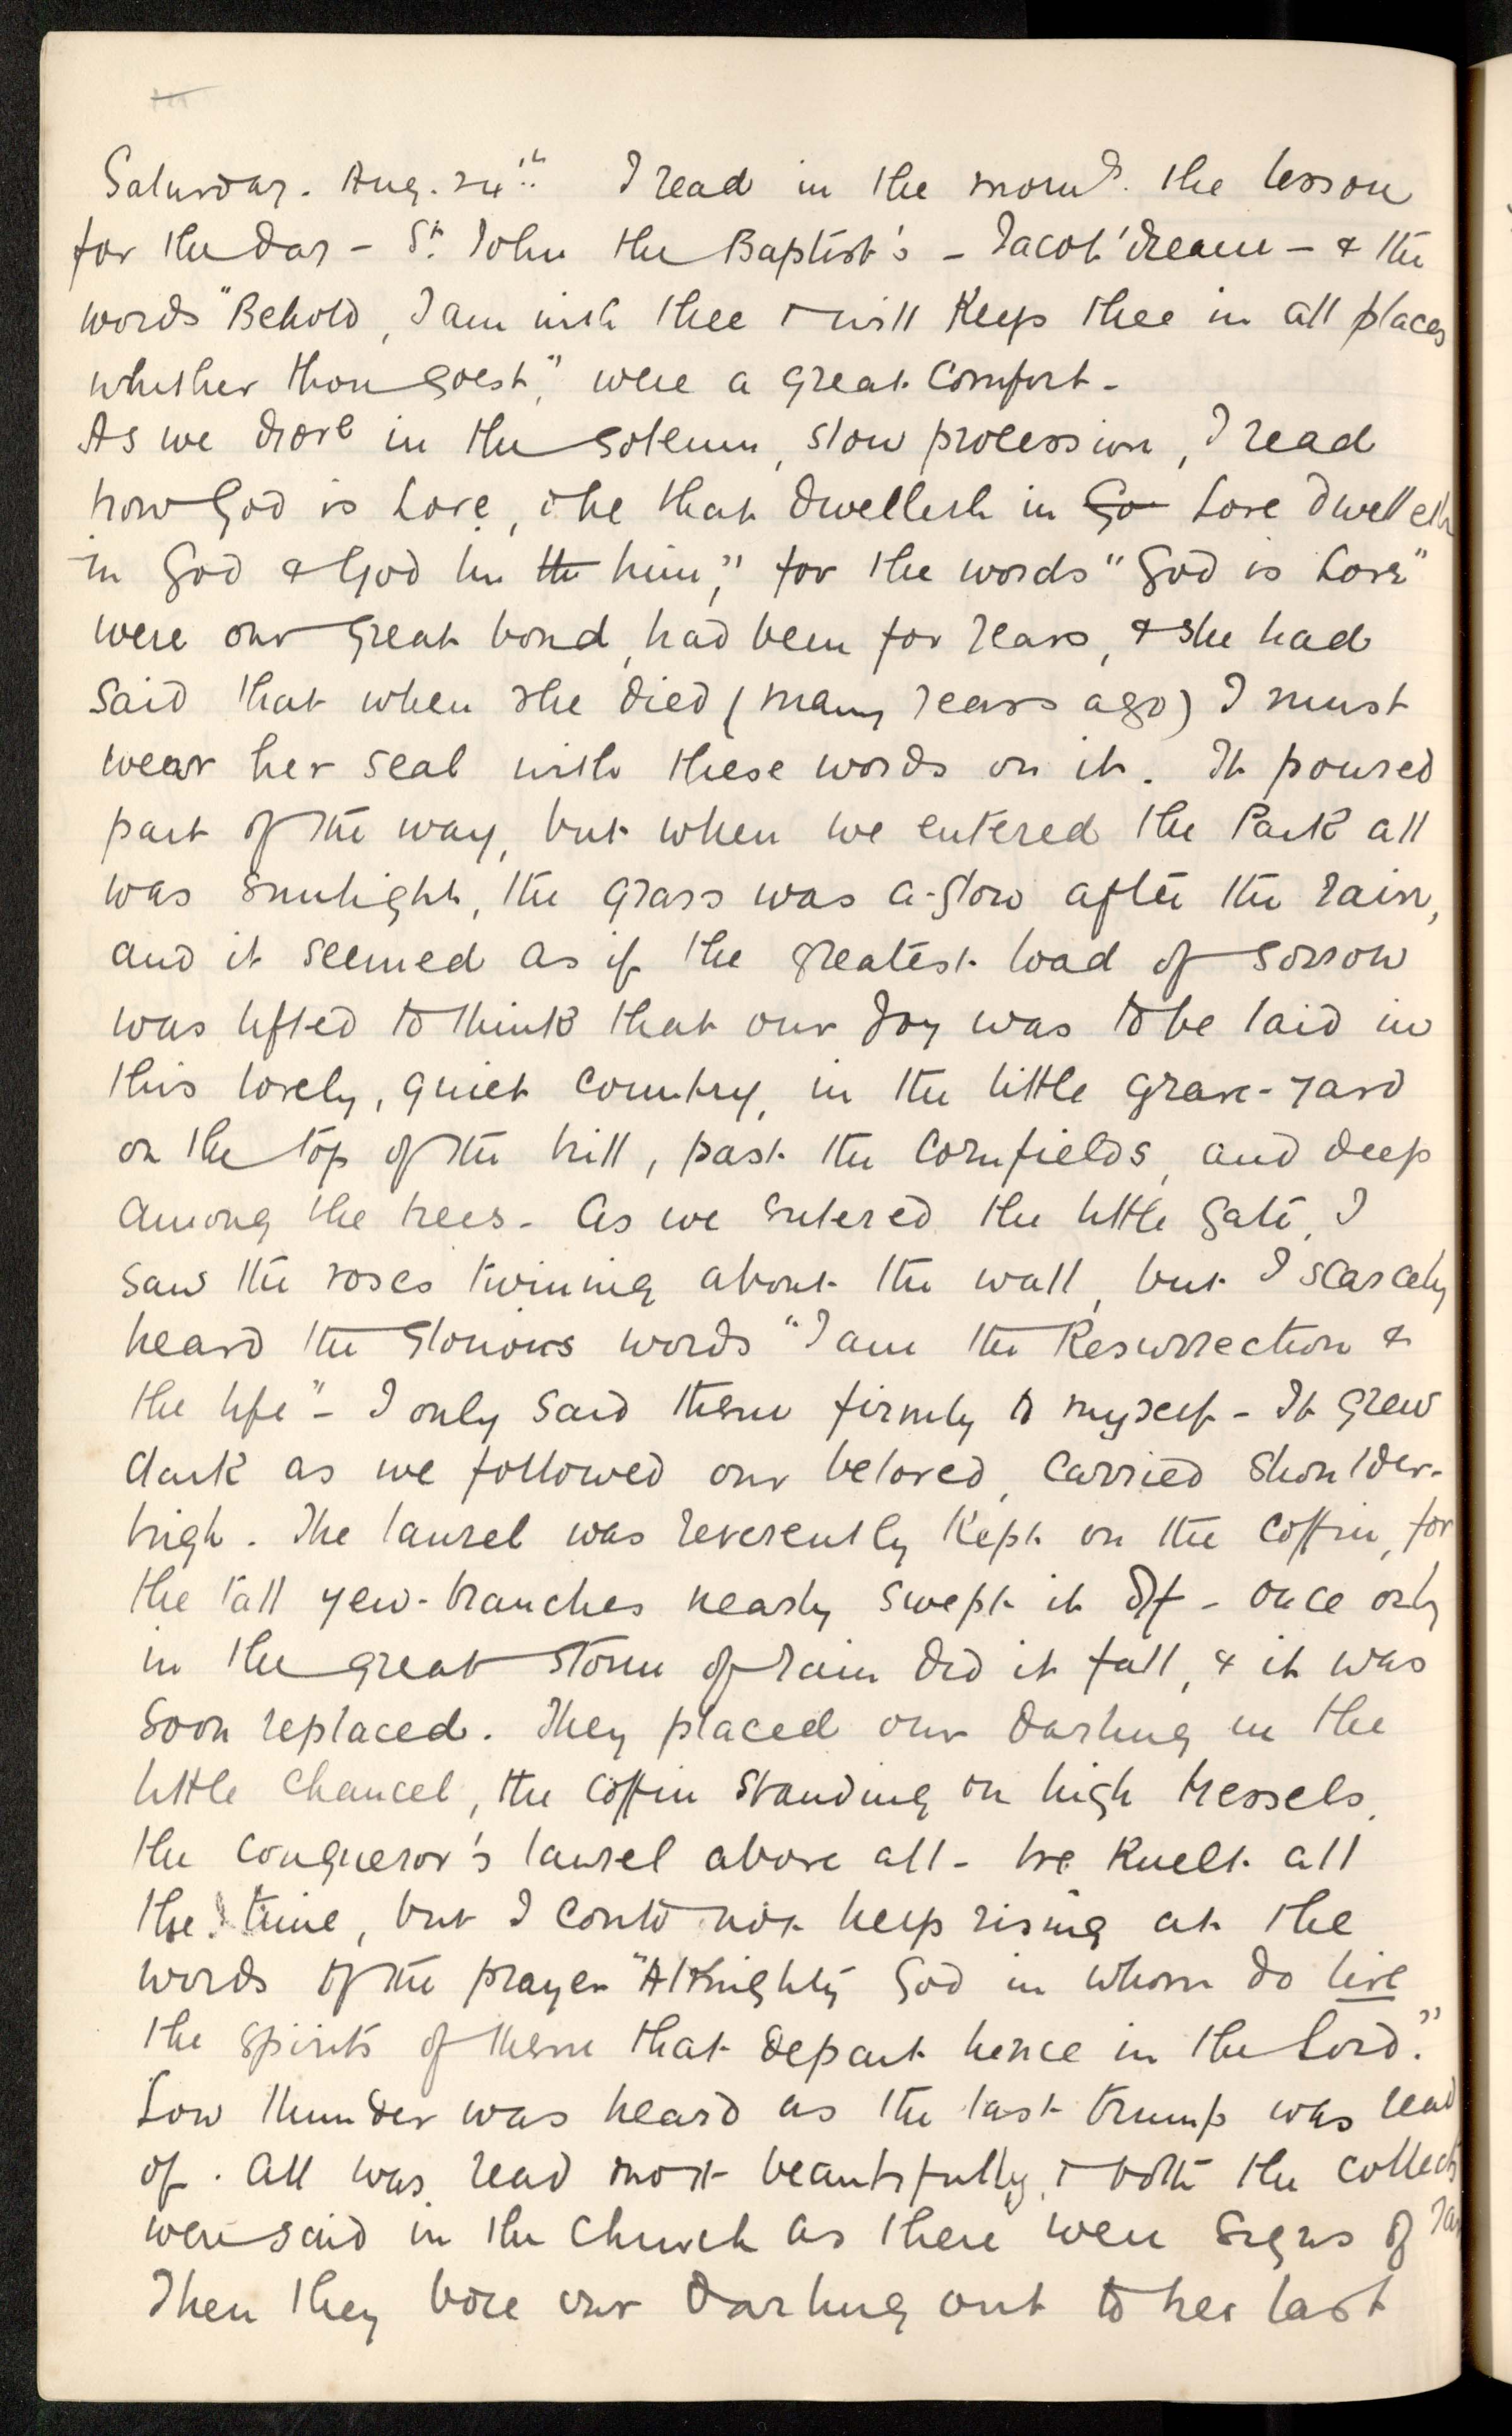 Saturday. Aug. 24th. I read in the morng. the lesson
for the day - St. John the Baptist's - Jacob' dream - & the
words "Behold, I am with thee & will keep thee in all places
whither thou goest," were a great comfort -
As we drove in the solemn, slow procession, I read
how God is Love, & he that dwelleth in Go Love dwelleth
in God & God in th him," for the words "God is Love"
were our great bond, had been for years, & she had
said that when she died (many years ago) I must
wear her seal with these words on it. It poured
part of the way, but when we entered the Park all
was sunlight, the grass was a-glow after the rain,
and it seemed as if the greatest load of sorrow
was lifted to think that our Joy was to be laid in
this lovely, quiet country, in the little grave-yard
on the top of the hill, past the cornfields, and deep
among the trees - As we entered the little gate, I
saw the roses twining about the wall, but I scarcely
heard the glorious words "I am the Resurrection &
the life" - I only said them firmly to myself - It grew
dark as we followed our beloved, carried shoulder-
high. The laurel was reverently kept on the coffin, for
the tall yew-branches nearly swept it off - once only
in the great storm of rain did it fall, & it was
soon replaced. They placed our darling in the
little chancel, the coffin standing on high tressels,
the conqueror's laurel above all - We knelt all
the time, but I could not help rising at the
words of the prayer "Almighty God in whom do live
the spirits of them that depart hence in the Lord."
Low thunder was heard as the last trump was read
of. All was read most beautifully, & both the collects
were said in the church as there were signs of
Then they bore our darling out to her last